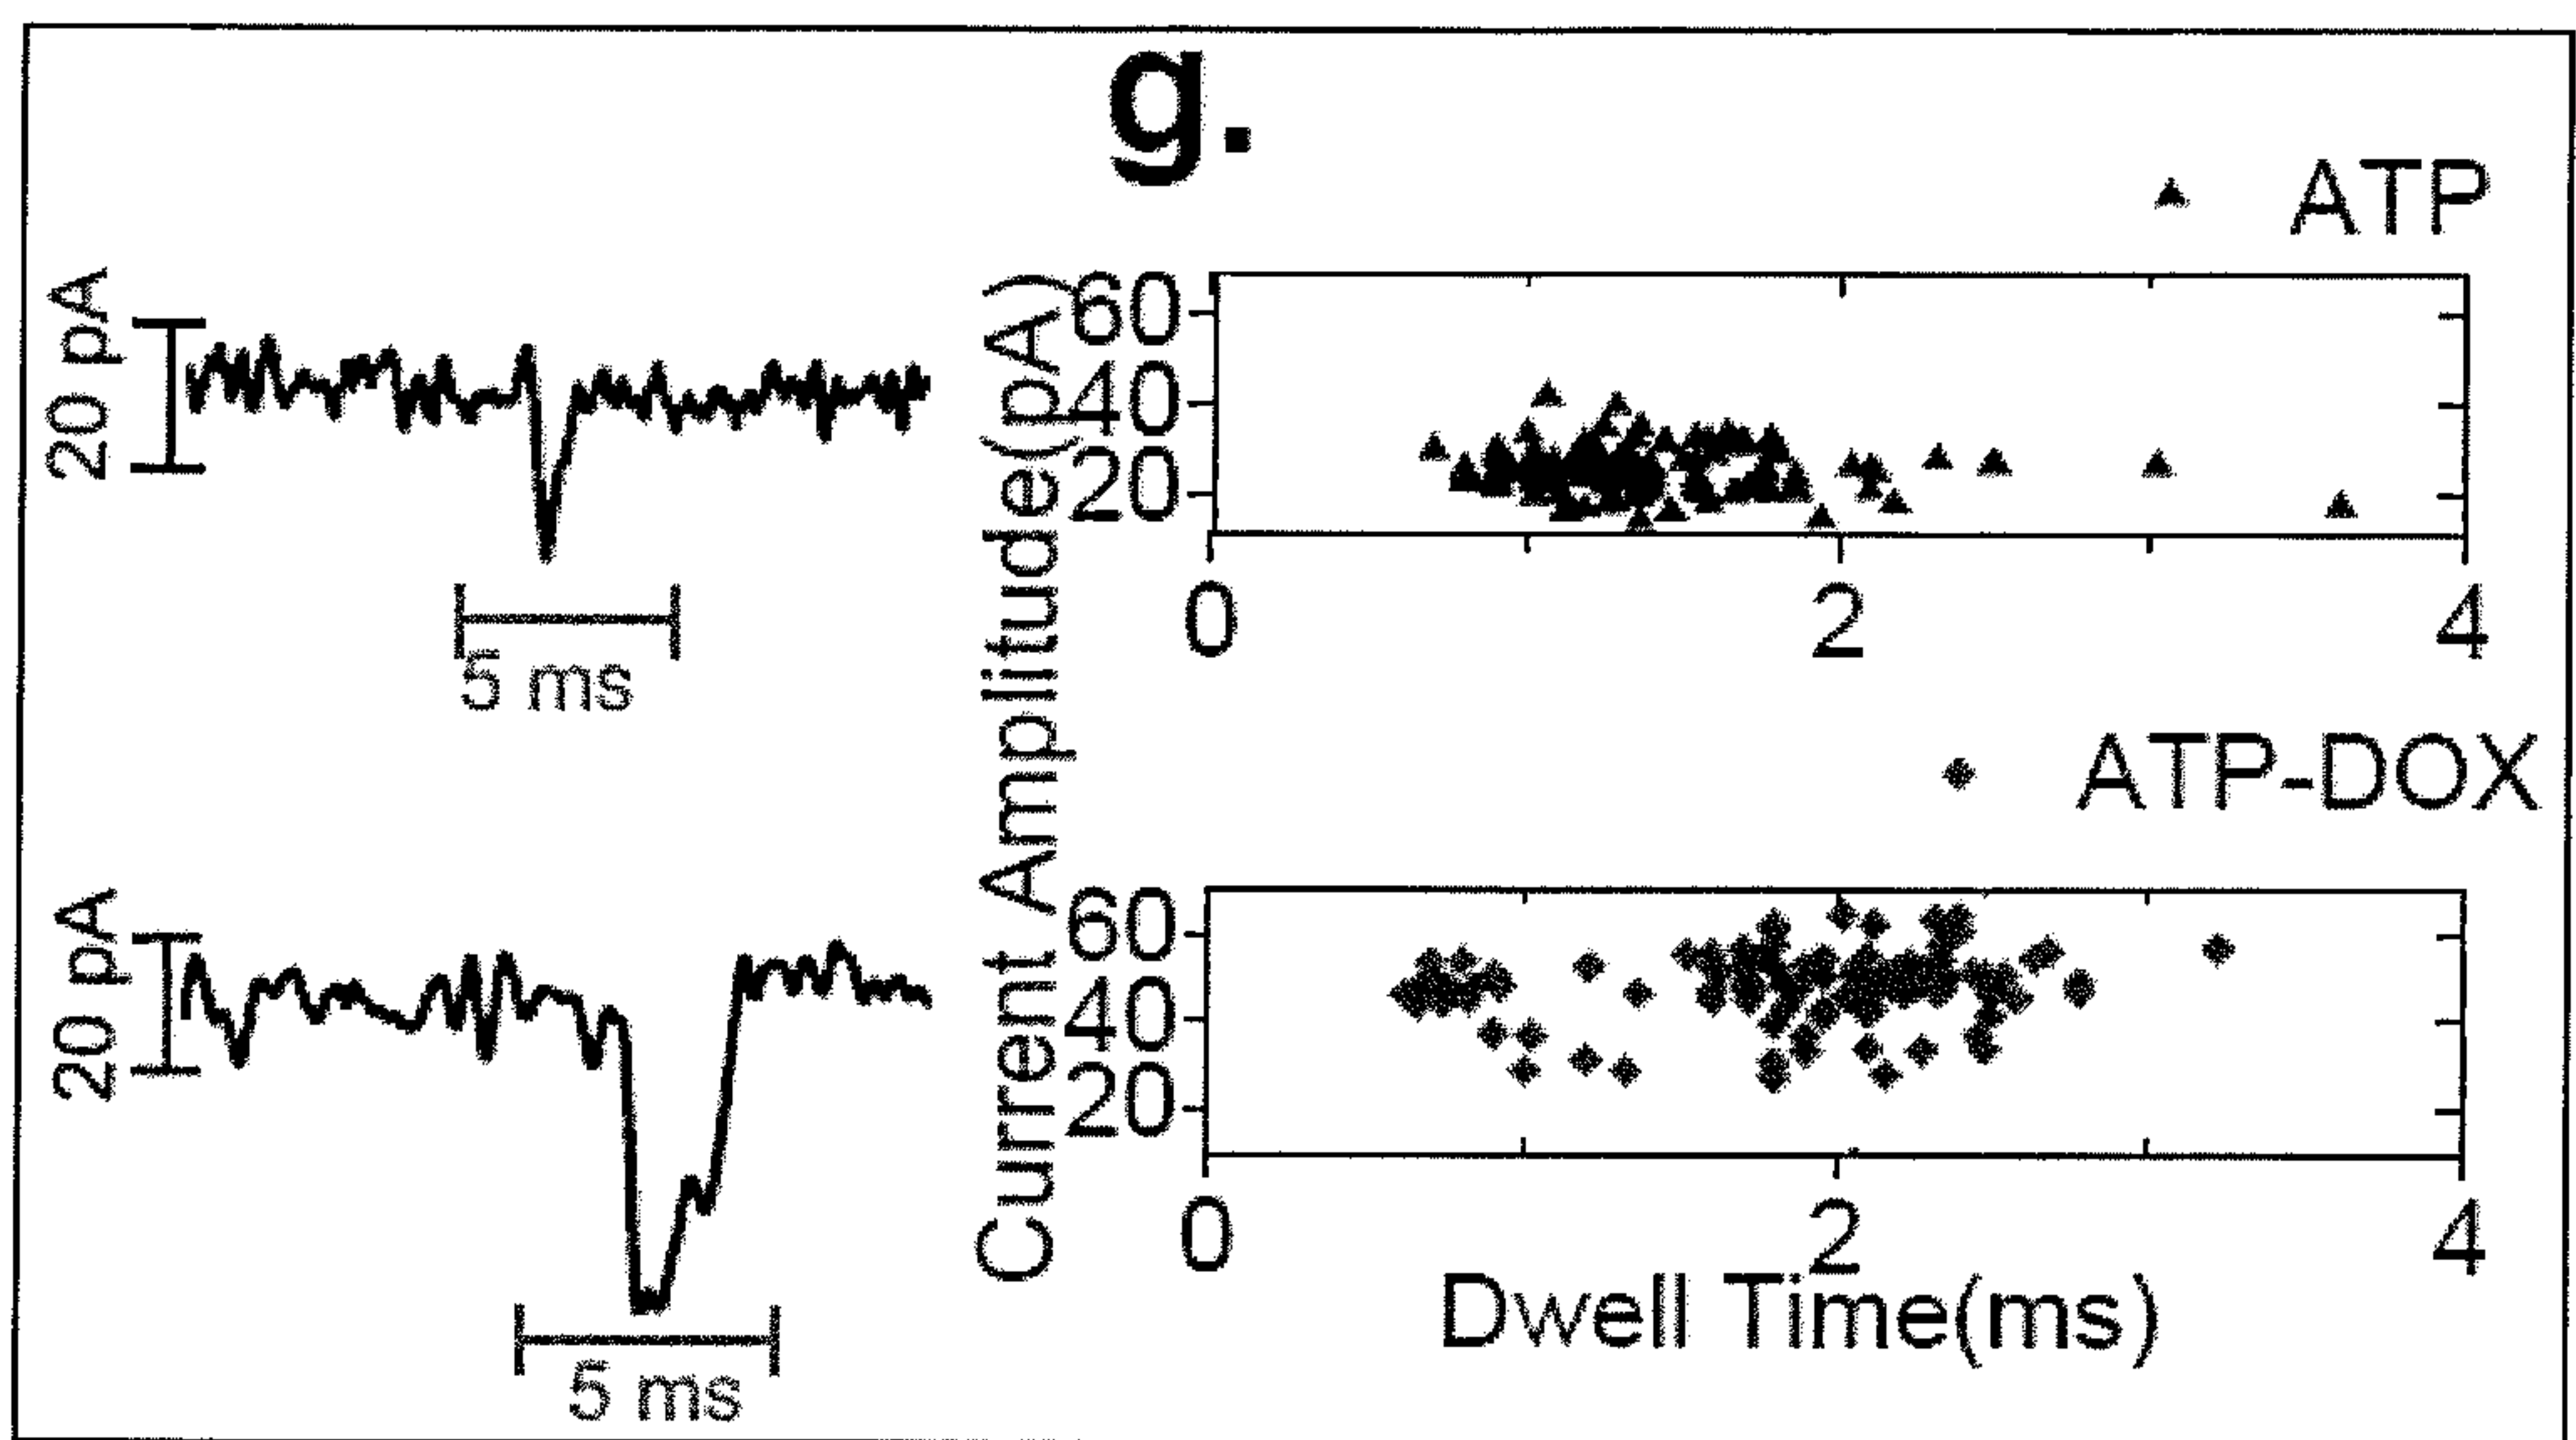 g.
▲ ATP
20 pA
5 ms
Current Amplitude(pA)
60
40
20
0 2 4
◆ ATP-DOX
20 pA
5 ms
60
40
20
0 2 4
Dwell Time(ms)